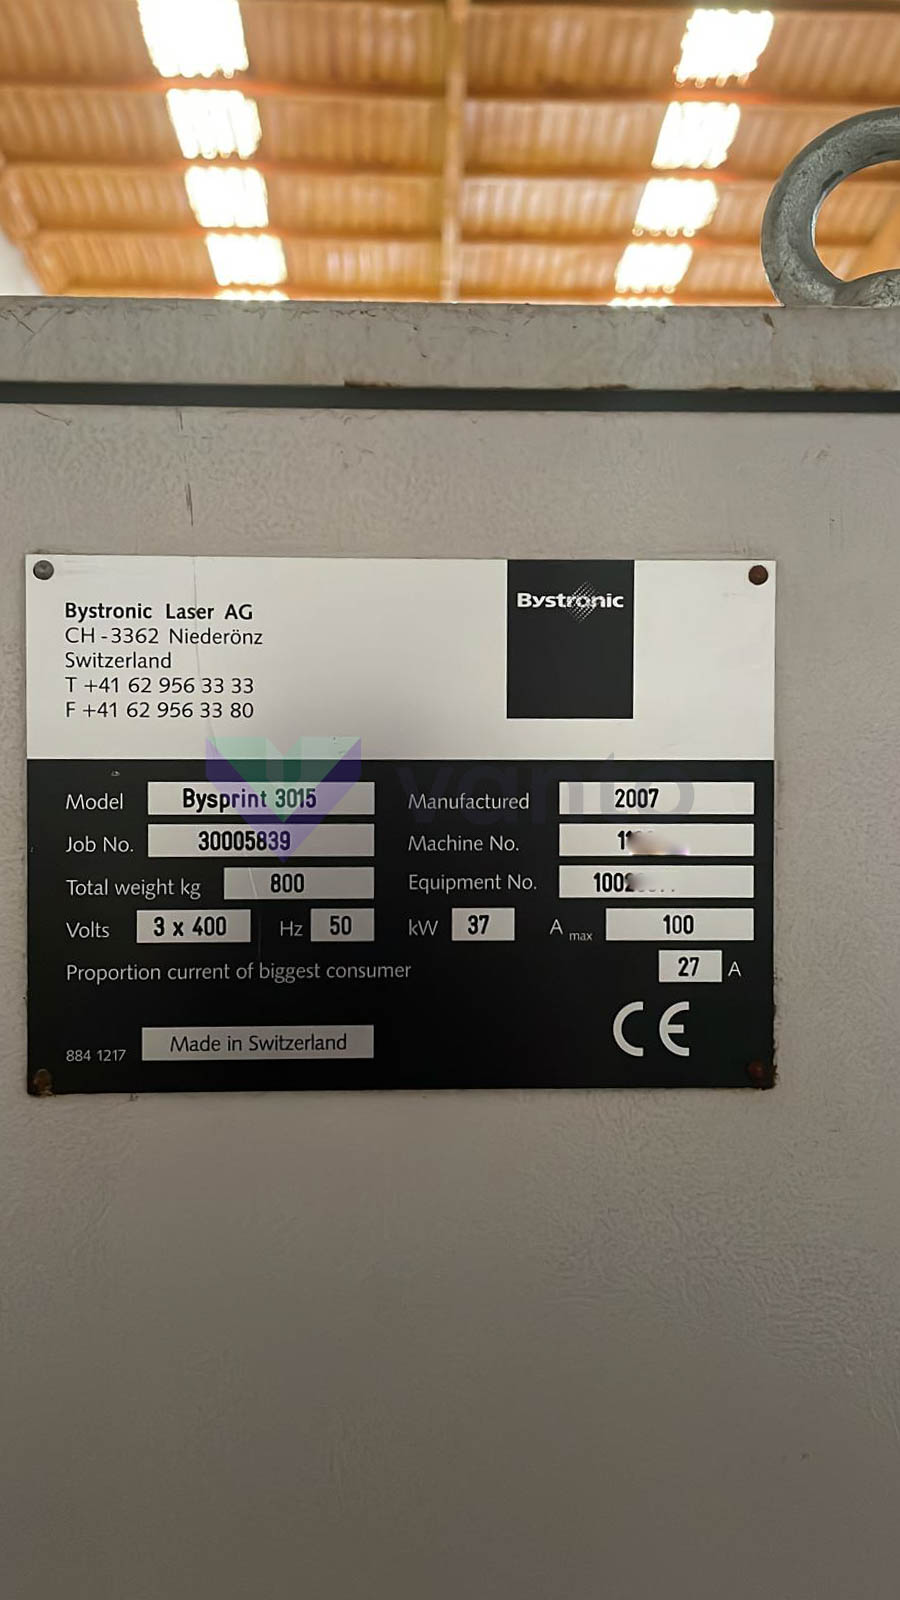 Bystronic Laser AG
CH-3362 Niederönz
Switzerland
T +41 62 956 33 33
F +41 62 956 33 80
Bystronic
vanto
Model Bysprint 3015 Manufactured 2007
Job No. 30005839 Machine No.
Total weight kg 800 Equipment No.
Volts 3 x 400 Hz 50 kW 37 A max 100
Proportion current of biggest consumer 27 A
884 1217 Made in Switzerland CE